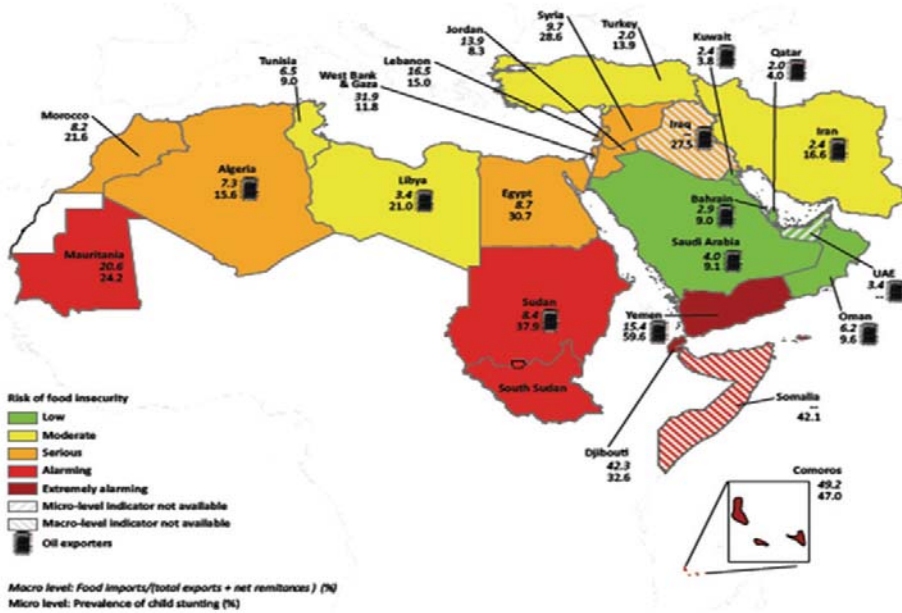 Syria
9.7
28.6
Turkey
2.0
13.9
Jordan
13.9
8.3
Kuwait
2.4
3.8
Qatar
2.0
4.0
Lebanon
16.5
15.0
Tunisia
6.5
9.0
West Bank
& Gaza
31.9
11.8
Morocco
8.2
21.6
Iraq
--
27.5
Iran
2.4
16.6
Algeria
7.3
15.6
Libya
3.4
21.0
Egypt
8.7
30.7
Bahrain
2.9
9.0
Saudi Arabia
4.0
9.1
Mauritania
20.6
24.2
UAE
3.4
--
Sudan
8.4
37.9
Yemen
15.4
59.6
Oman
6.2
9.6
South Sudan
Somalia
--
42.1
Djibouti
42.3
32.6
Comoros
49.2
47.0
Risk of food insecurity
Low
Moderate
Serious
Alarming
Extremely alarming
Micro-level indicator not available
Macro-level indicator not available
Oil exporters
Macro level: Food imports/(total exports + net remitances) (%)
Micro level: Prevalence of child stunting (%)